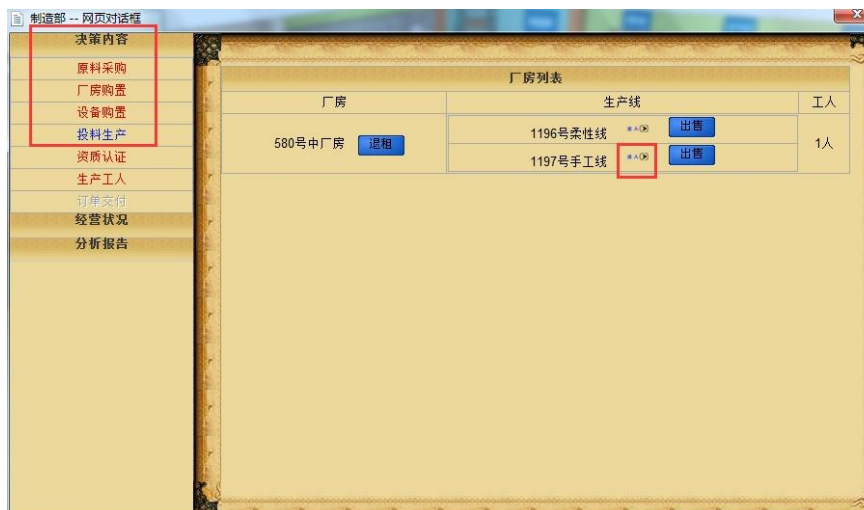 制造部 -- 网页对话框
决策内容
原料采购
厂房购置
设备购置
投料生产
资质认证
生产工人
订单交付
经营状况
分析报告
厂房列表
厂房 生产线 工人
580号中厂房 退租
1196号柔性线 出售
1197号手工线 出售
1人